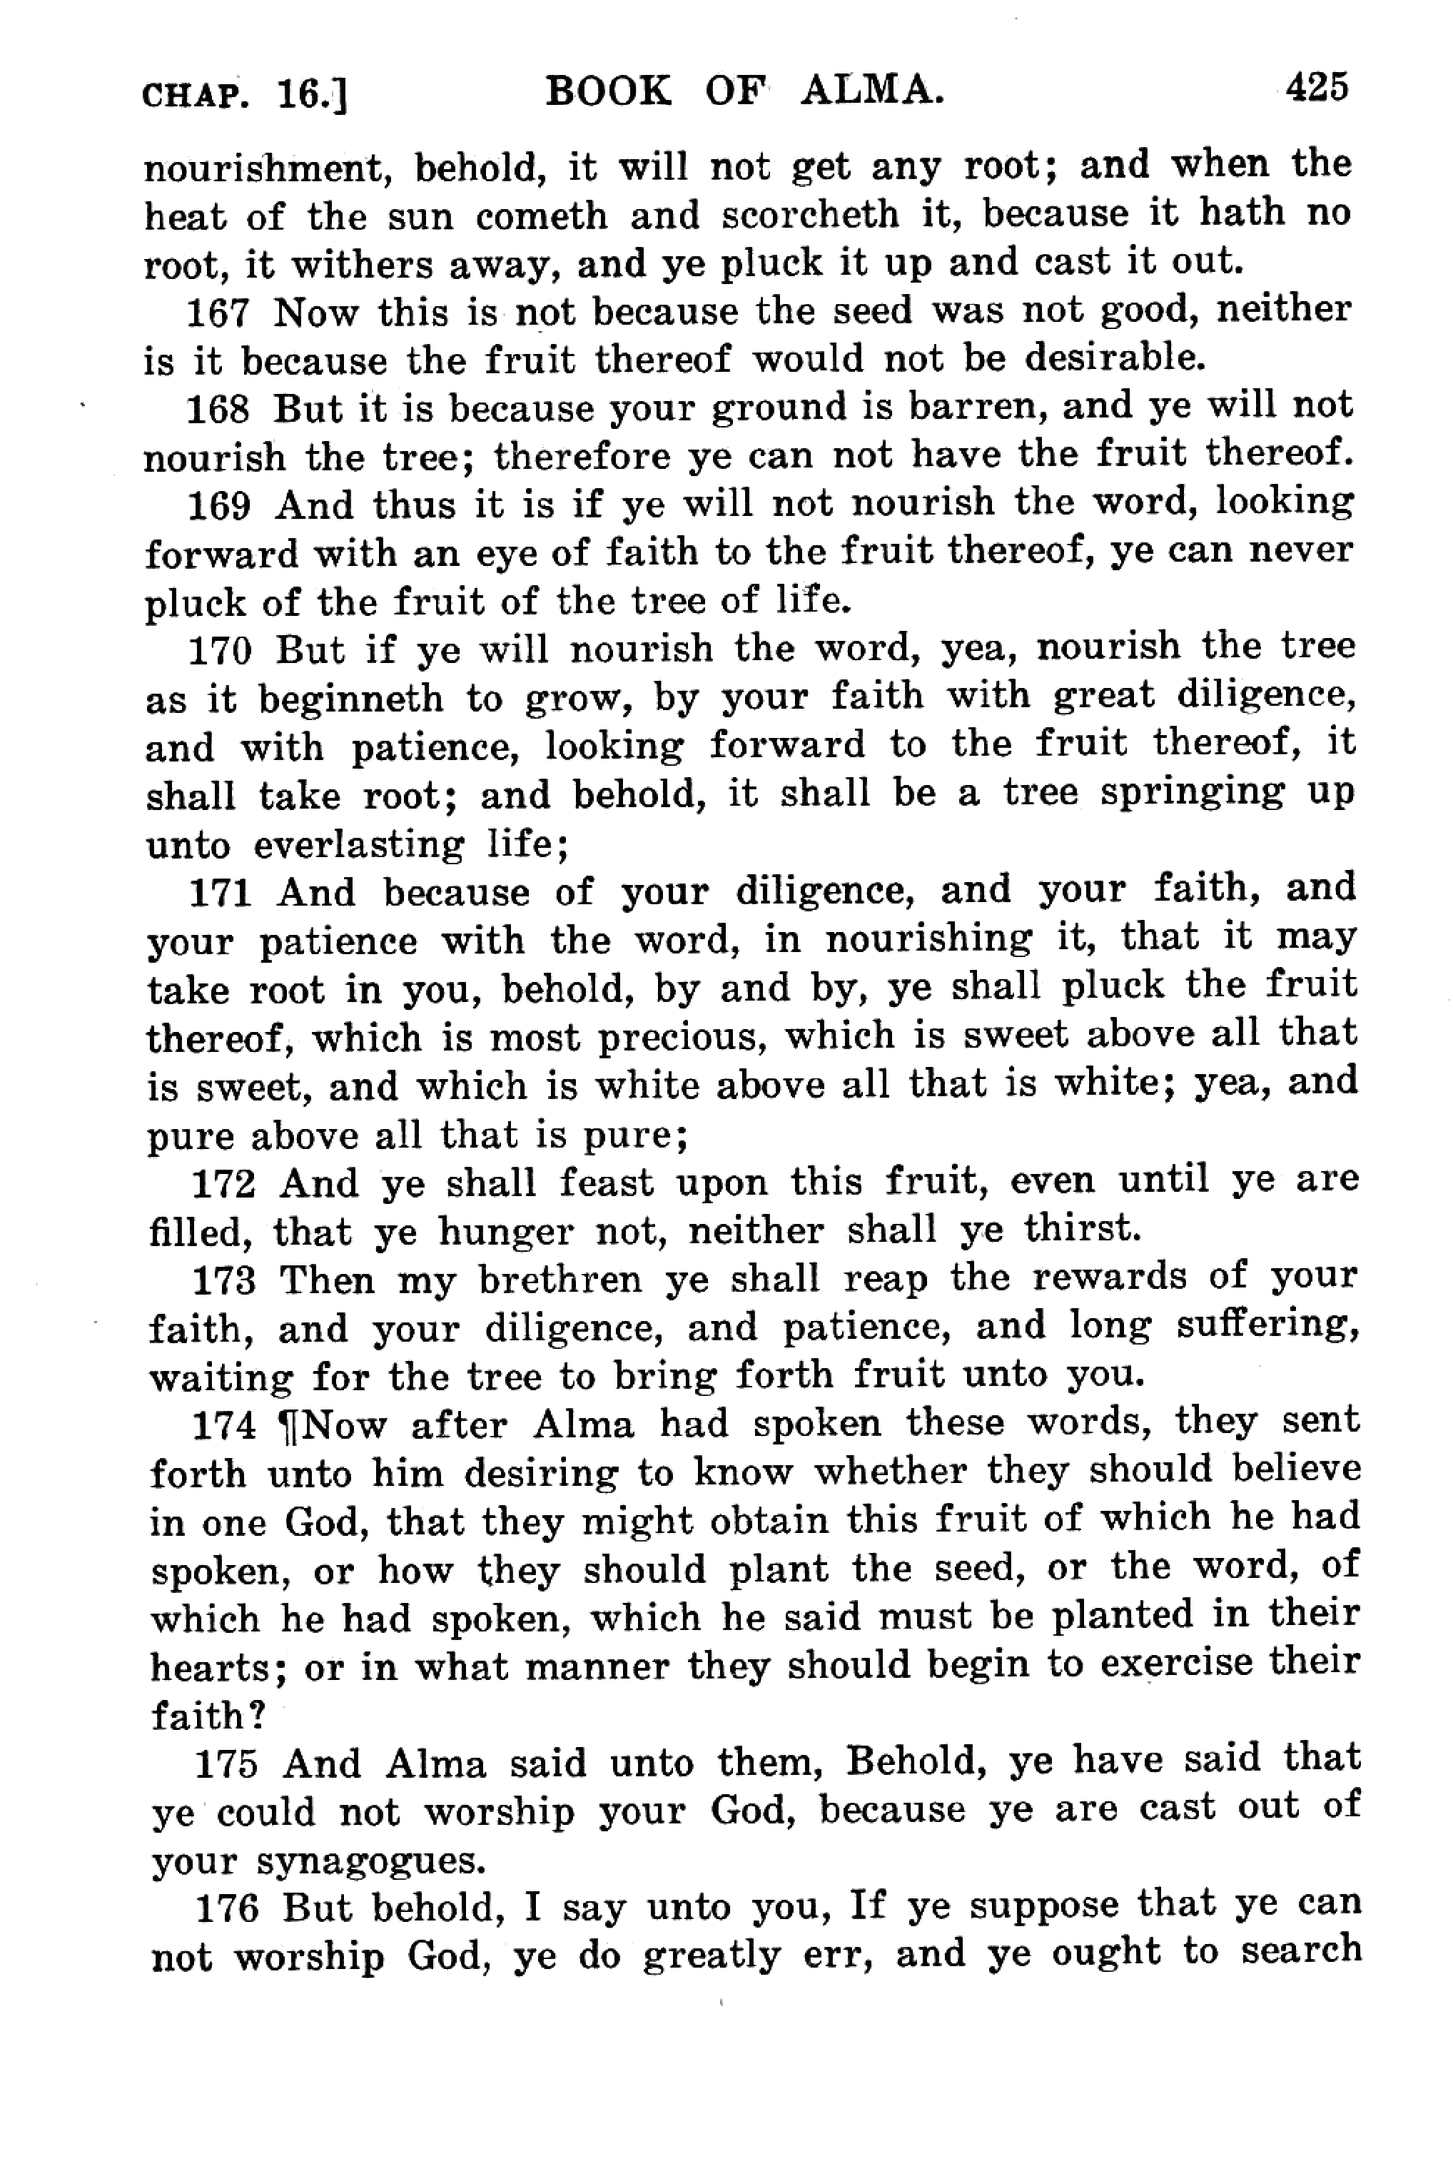 CHAP. 16.] BOOK OF ALMA. 425
nourishment, behold, it will not get any root; and when the
heat of the sun cometh and scorcheth it, because it hath no
root, it withers away, and ye pluck it up and cast it out.
167 Now this is not because the seed was not good, neither
is it because the fruit thereof would not be desirable.
168 But it is because your ground is barren, and ye will not
nourish the tree; therefore ye can not have the fruit thereof.
169 And thus it is if ye will not nourish the word, looking
forward with an eye of faith to the fruit thereof, ye can never
pluck of the fruit of the tree of life.
170 But if ye will nourish the word, yea, nourish the tree
as it beginneth to grow, by your faith with great diligence,
and with patience, looking forward to the fruit thereof, it
shall take root; and behold, it shall be a tree springing up
unto everlasting life;
171 And because of your diligence, and your faith, and
your patience with the word, in nourishing it, that it may
take root in you, behold, by and by, ye shall pluck the fruit
thereof, which is most precious, which is sweet above all that
is sweet, and which is white above all that is white; yea, and
pure above all that is pure;
172 And ye shall feast upon this fruit, even until ye are
filled, that ye hunger not, neither shall ye thirst.
173 Then my brethren ye shall reap the rewards of your
faith, and your diligence, and patience, and long suffering,
waiting for the tree to bring forth fruit unto you.
174 ¶Now after Alma had spoken these words, they sent
forth unto him desiring to know whether they should believe
in one God, that they might obtain this fruit of which he had
spoken, or how they should plant the seed, or the word, of
which he had spoken, which he said must be planted in their
hearts; or in what manner they should begin to exercise their
faith?
175 And Alma said unto them, Behold, ye have said that
ye could not worship your God, because ye are cast out of
your synagogues.
176 But behold, I say unto you, If ye suppose that ye can
not worship God, ye do greatly err, and ye ought to search